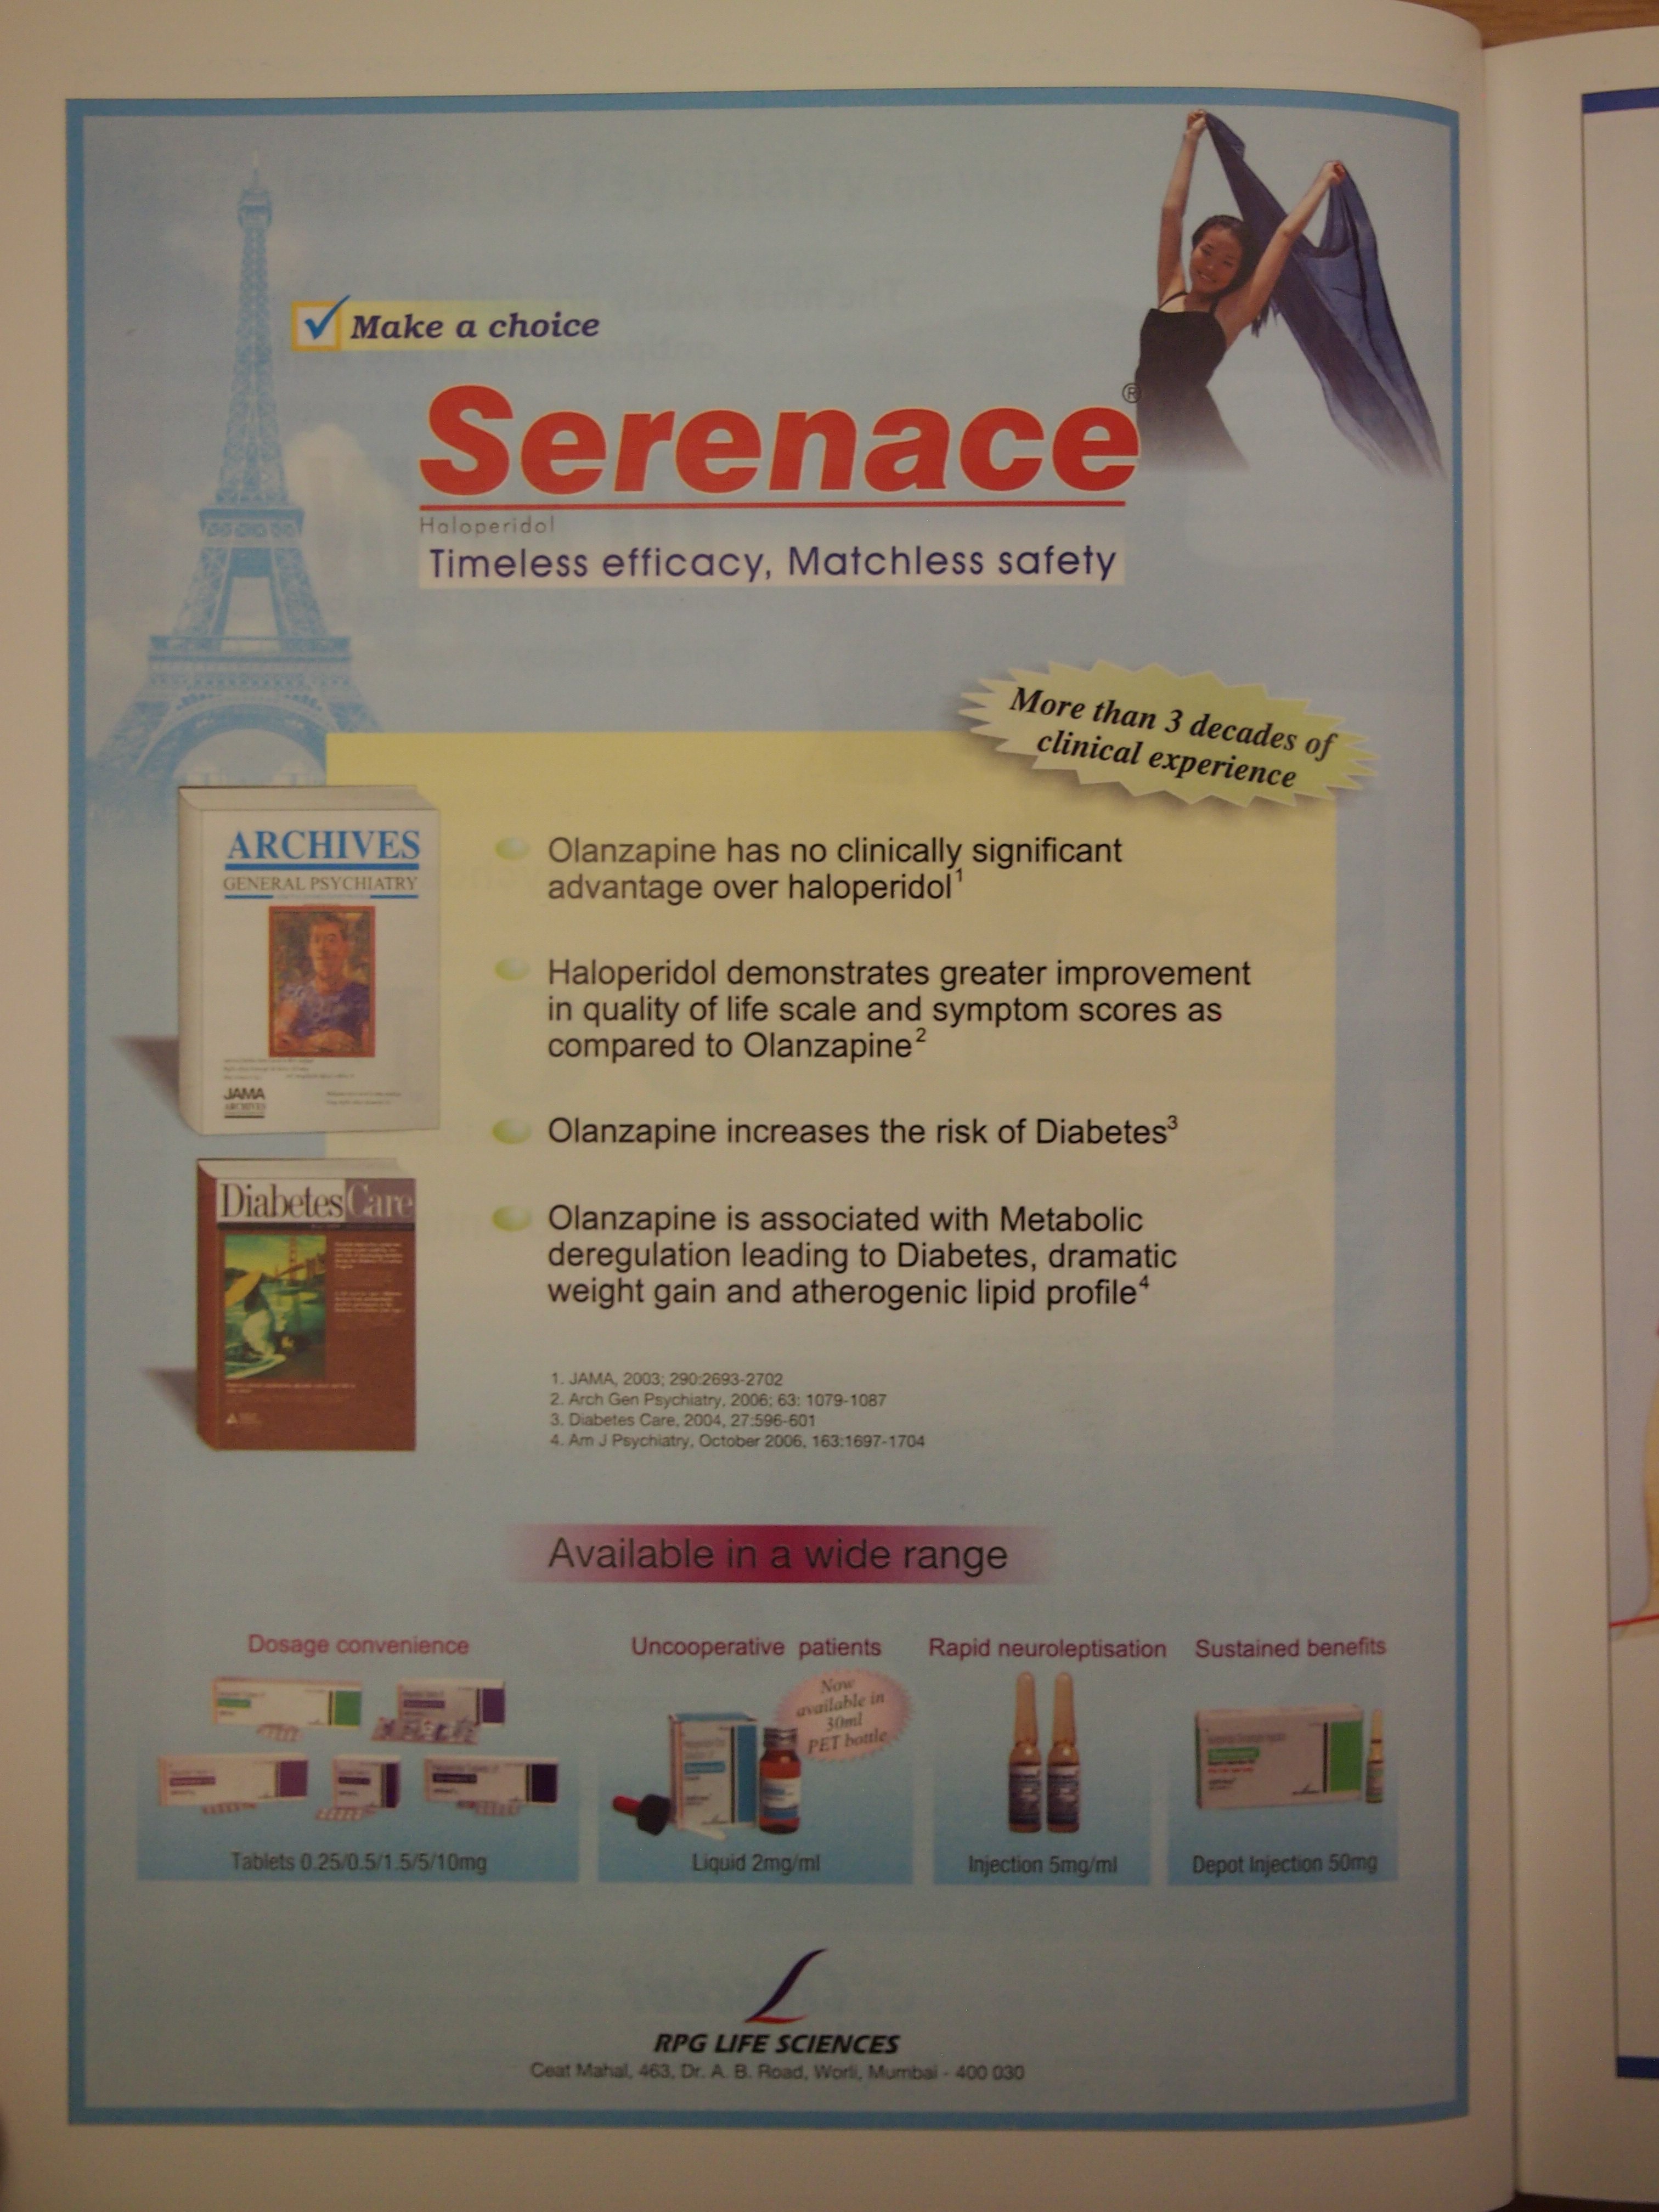 Make a choice
Serenace®
Haloperidol
Timeless efficacy, Matchless safety
More than 3 decades of
clinical experience
ARCHIVES
GENERAL PSYCHIATRY
JAMA
ARCHIVES
Diabetes Care
Olanzapine has no clinically significant
advantage over haloperidol¹
Haloperidol demonstrates greater improvement
in quality of life scale and symptom scores as
compared to Olanzapine²
Olanzapine increases the risk of Diabetes³
Olanzapine is associated with Metabolic
deregulation leading to Diabetes, dramatic
weight gain and atherogenic lipid profile⁴
1. JAMA, 2003; 290:2693-2702
2. Arch Gen Psychiatry, 2006; 63: 1079-1087
3. Diabetes Care, 2004, 27:596-601
4. Am J Psychiatry, October 2006, 163:1697-1704
Available in a wide range
Dosage convenience
Tablets 0.25/0.5/1.5/5/10mg
Uncooperative patients
Now
available in
30ml
PET bottle
Liquid 2mg/ml
Rapid neuroleptisation
Injection 5mg/ml
Sustained benefits
Depot Injection 50mg
RPG LIFE SCIENCES
Ceat Mahal, 463, Dr. A. B. Road, Worli, Mumbai - 400 030